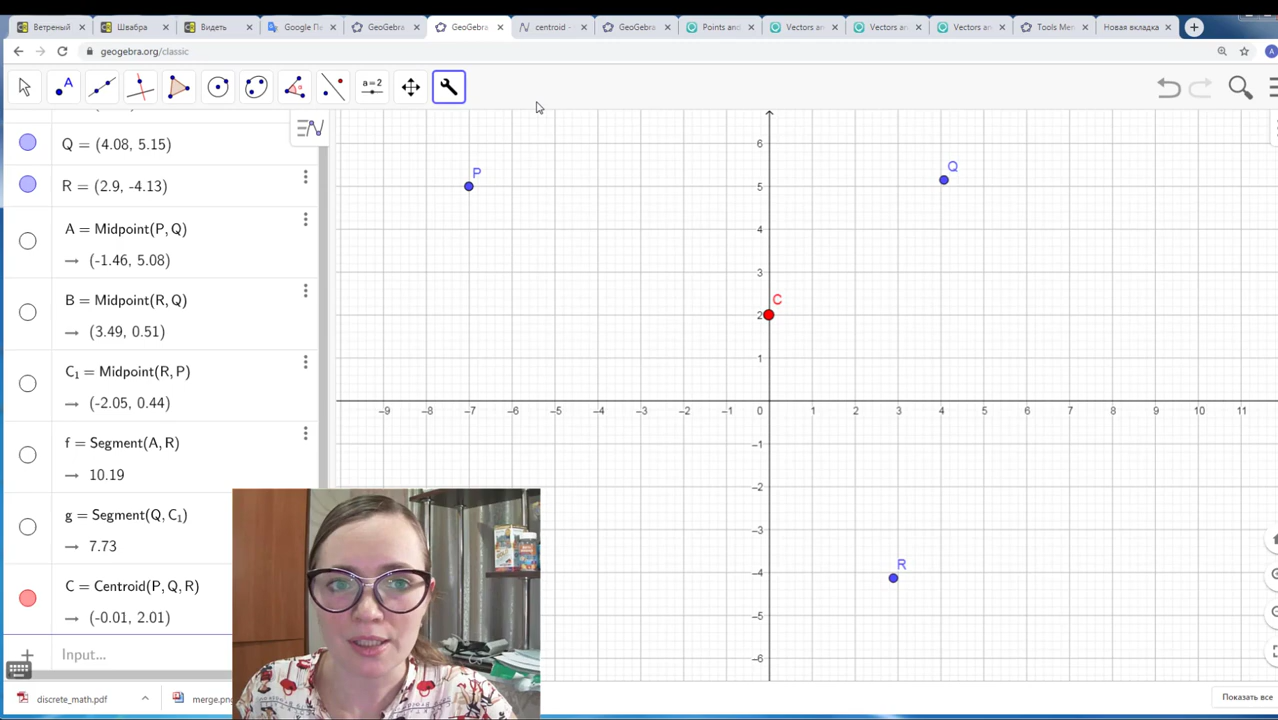 Ветреный
Швабра
Видеть
Google Пе
GeoGebra
GeoGebra
centroid -
GeoGebra
Points and
Vectors an
Vectors an
Vectors an
Tools Men
Новая вкладка
geogebra.org/classic
A
A
a=2
Q = (4.08, 5.15)
R = (2.9, -4.13)
A = Midpoint(P, Q)
→ (-1.46, 5.08)
B = Midpoint(R, Q)
→ (3.49, 0.51)
C₁ = Midpoint(R, P)
→ (-2.05, 0.44)
f = Segment(A, R)
→ 10.19
g = Segment(Q, C₁)
→ 7.73
C = Centroid(P, Q, R)
→ (-0.01, 2.01)
Input...
6
P
Q
5
4
3
C
2
1
-9 -8 -7 -6 -5 -4 -3 -2 -1 0 1 2 3 4 5 6 7 8 9 10 11
-1
-2
-3
R
-4
-5
-6
discrete_math.pdf
merge.png
Показать все